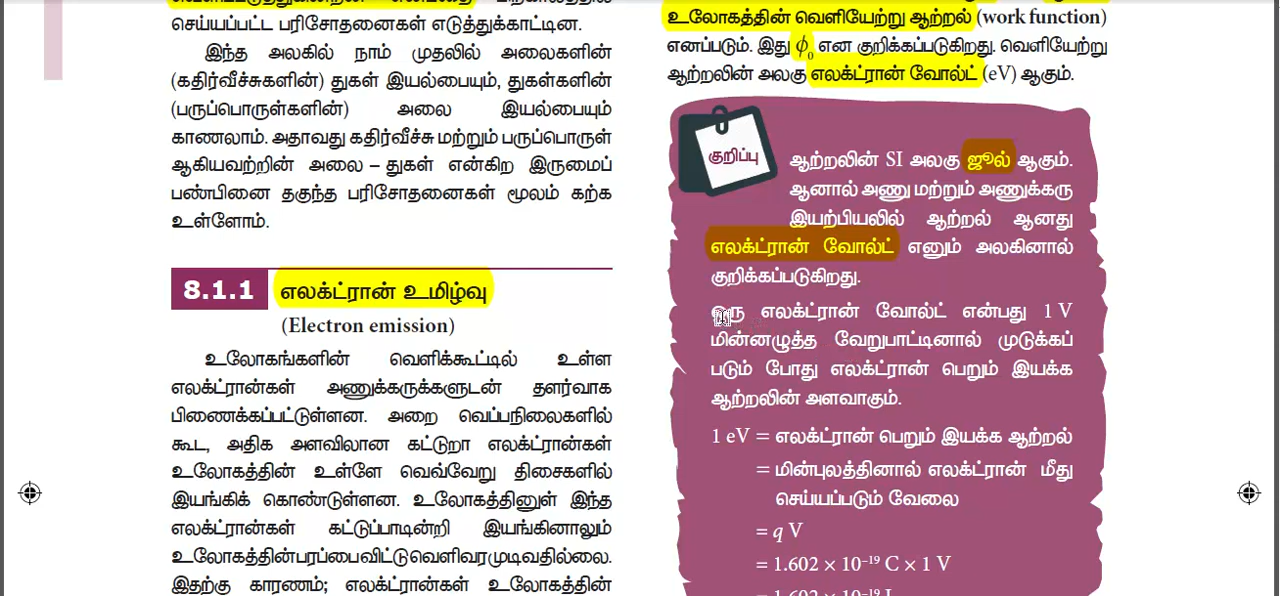 செய்யப்பட்ட பரிசோதனைகள் எடுத்துக்காட்டின.
இந்த அலகில் நாம் முதலில் அலைகளின்
(கதிர்வீச்சுகளின்) துகள் இயல்பையும், துகள்களின்
(பருப்பொருள்களின்) அலை இயல்பையும்
காணலாம். அதாவது கதிர்வீச்சு மற்றும் பருப்பொருள்
ஆகியவற்றின் அலை – துகள் என்கிற இருமைப்
பண்பினை தகுந்த பரிசோதனைகள் மூலம் கற்க
உள்ளோம்.
8.1.1 எலக்ட்ரான் உமிழ்வு
(Electron emission)
உலோகங்களின் வெளிக்கூட்டில் உள்ள
எலக்ட்ரான்கள் அணுக்கருக்களுடன் தளர்வாக
பிணைக்கப்பட்டுள்ளன. அறை வெப்பநிலைகளில்
கூட, அதிக அளவிலான கட்டுறா எலக்ட்ரான்கள்
உலோகத்தின் உள்ளே வெவ்வேறு திசைகளில்
இயங்கிக் கொண்டுள்ளன. உலோகத்தினுள் இந்த
எலக்ட்ரான்கள் கட்டுப்பாடின்றி இயங்கினாலும்
உலோகத்தின் பரப்பை விட்டு வெளிவர முடிவதில்லை.
இதற்கு காரணம்; எலக்ட்ரான்கள் உலோகத்தின்
உலோகத்தின் வெளியேற்று ஆற்றல் (work function)
எனப்படும். இது ϕ₀ என குறிக்கப்படுகிறது. வெளியேற்று
ஆற்றலின் அலகு எலக்ட்ரான் வோல்ட் (eV) ஆகும்.
குறிப்பு
ஆற்றலின் SI அலகு ஜூல் ஆகும்.
ஆனால் அணு மற்றும் அணுக்கரு
இயற்பியலில் ஆற்றல் ஆனது
எலக்ட்ரான் வோல்ட் எனும் அலகினால்
குறிக்கப்படுகிறது.
ஒரு எலக்ட்ரான் வோல்ட் என்பது 1 V
மின்னழுத்த வேறுபாட்டினால் முடுக்கப்
படும் போது எலக்ட்ரான் பெறும் இயக்க
ஆற்றலின் அளவாகும்.
1 eV = எலக்ட்ரான் பெறும் இயக்க ஆற்றல்
= மின்புலத்தினால் எலக்ட்ரான் மீது
செய்யப்படும் வேலை
= q V
= 1.602 × 10⁻¹⁹ C × 1 V